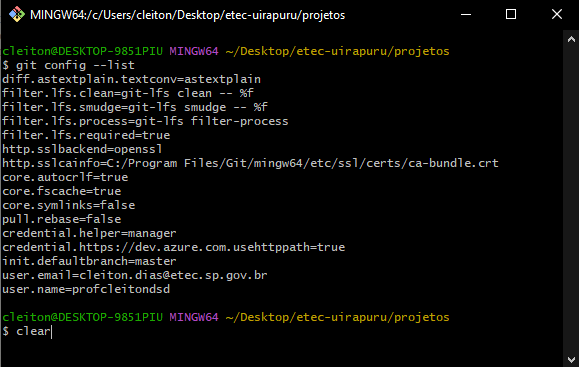 MINGW64:/c/Users/cleiton/Desktop/etec-uirapuru/projetos
cleiton@DESKTOP-9851PIU MINGW64 ~/Desktop/etec-uirapuru/projetos
$ git config --list
diff.astextplain.textconv=astextplain
filter.lfs.clean=git-lfs clean -- %f
filter.lfs.smudge=git-lfs smudge -- %f
filter.lfs.process=git-lfs filter-process
filter.lfs.required=true
http.sslbackend=openssl
http.sslcainfo=C:/Program Files/Git/mingw64/etc/ssl/certs/ca-bundle.crt
core.autocrlf=true
core.fscache=true
core.symlinks=false
pull.rebase=false
credential.helper=manager
credential.https://dev.azure.com.usehttppath=true
init.defaultbranch=master
user.email=cleiton.dias@etec.sp.gov.br
user.name=profcleitondsd
cleiton@DESKTOP-9851PIU MINGW64 ~/Desktop/etec-uirapuru/projetos
$ clear